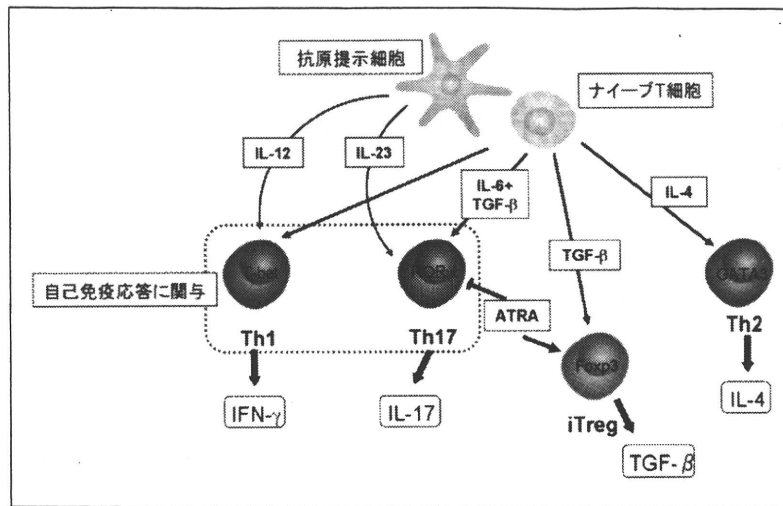 抗原提示細胞
ナイーブT細胞
IL-12
IL-23
IL-6+
TGF-β
IL-4
TGF-β
自己免疫応答に関与
GATA3
ATRA
Th1
Th17
Th2
Foxp3
IFN-γ
IL-17
iTreg
IL-4
TGF-β